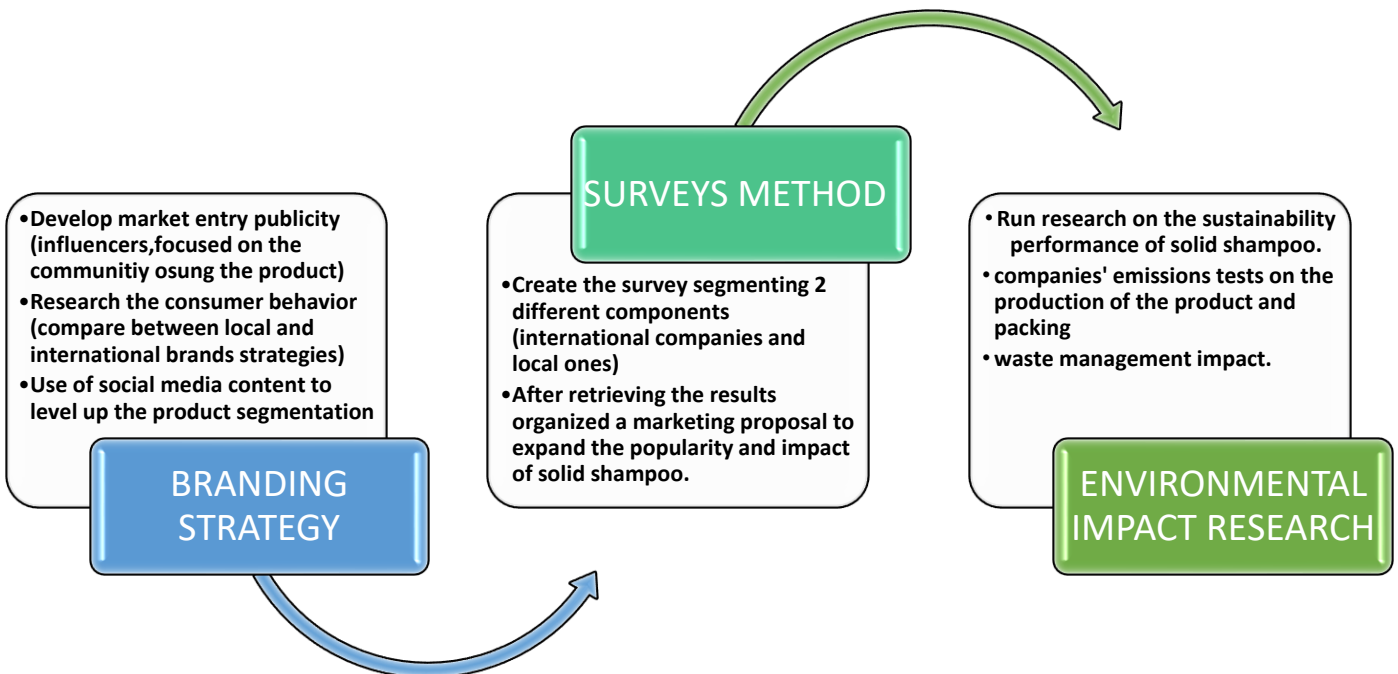 •Develop market entry publicity
(influencers,focused on the
communitiy osung the product)
•Research the consumer behavior
(compare between local and
international brands strategies)
•Use of social media content to
level up the product segmentation
BRANDING
STRATEGY
SURVEYS METHOD
•Create the survey segmenting 2
different components
(international companies and
local ones)
•After retrieving the results
organized a marketing proposal to
expand the popularity and impact
of solid shampoo.
• Run research on the sustainability
performance of solid shampoo.
• companies' emissions tests on the
production of the product and
packing
• waste management impact.
ENVIRONMENTAL
IMPACT RESEARCH